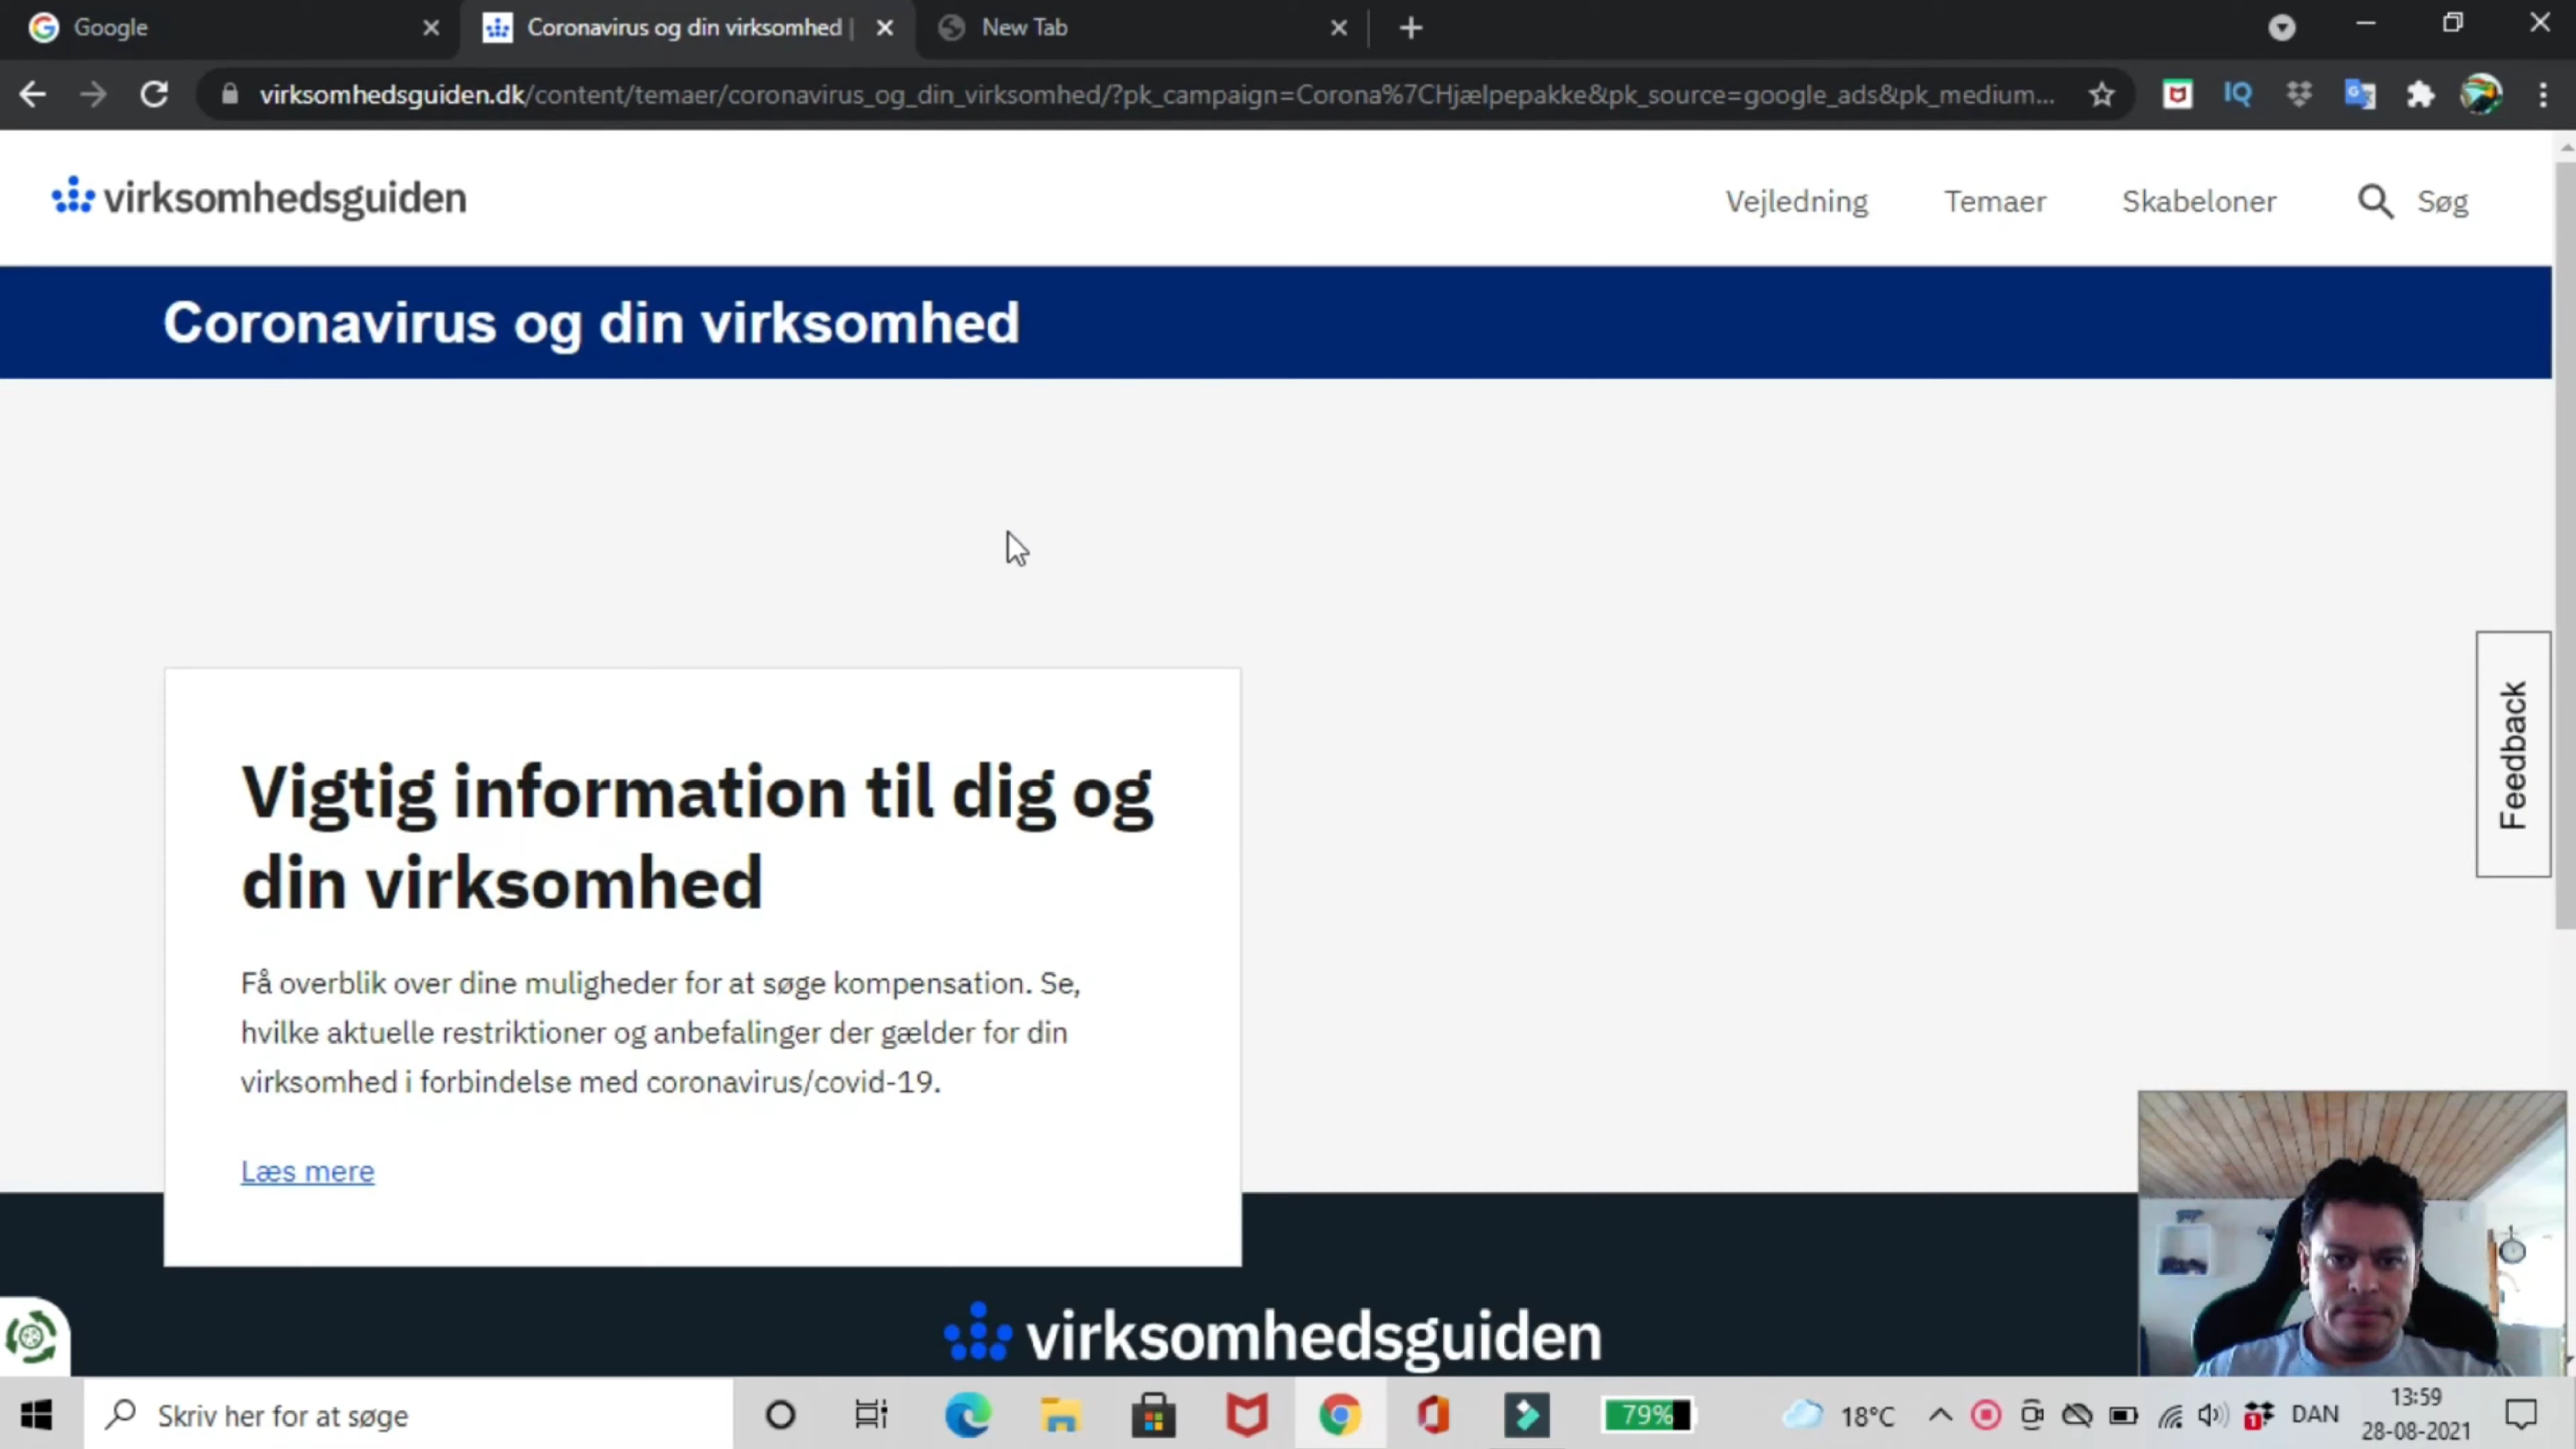 Google
Coronavirus og din virksomhed |
New Tab
virksomhedsguiden.dk/content/temaer/coronavirus_og_din_virksomhed/?pk_campaign=Corona%7CHjælpepakke&pk_source=google_ads&pk_medium...
IQ
virksomhedsguiden
Vejledning
Temaer
Skabeloner
Søg
Coronavirus og din virksomhed
Feedback
Vigtig information til dig og
din virksomhed
Få overblik over dine muligheder for at søge kompensation. Se,
hvilke aktuelle restriktioner og anbefalinger der gælder for din
virksomhed i forbindelse med coronavirus/covid-19.
Læs mere
virksomhedsguiden
Skriv her for at søge
79%
18°C
1
DAN
13:59
28-08-2021